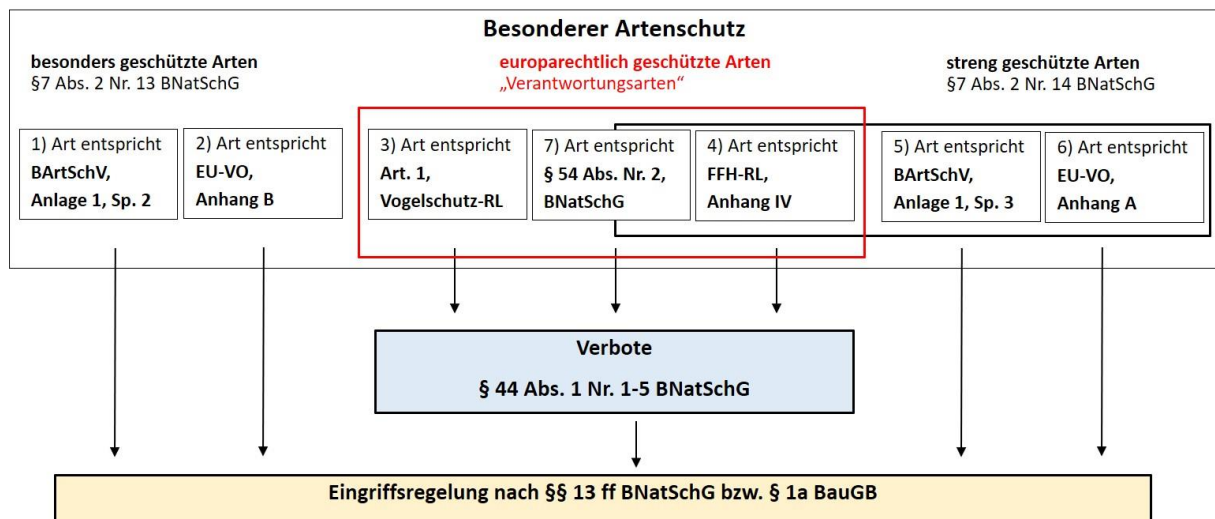 Besonderer Artenschutz
besonders geschützte Arten
§7 Abs. 2 Nr. 13 BNatSchG
europarechtlich geschützte Arten
„Verantwortungsarten“
streng geschützte Arten
§7 Abs. 2 Nr. 14 BNatSchG
1) Art entspricht
BArtSchV,
Anlage 1, Sp. 2
2) Art entspricht
EU-VO,
Anhang B
3) Art entspricht
Art. 1,
Vogelschutz-RL
7) Art entspricht
§ 54 Abs. Nr. 2,
BNatSchG
4) Art entspricht
FFH-RL,
Anhang IV
5) Art entspricht
BArtSchV,
Anlage 1, Sp. 3
6) Art entspricht
EU-VO,
Anhang A
Verbote
§ 44 Abs. 1 Nr. 1-5 BNatSchG
Eingriffsregelung nach §§ 13 ff BNatSchG bzw. § 1a BauGB